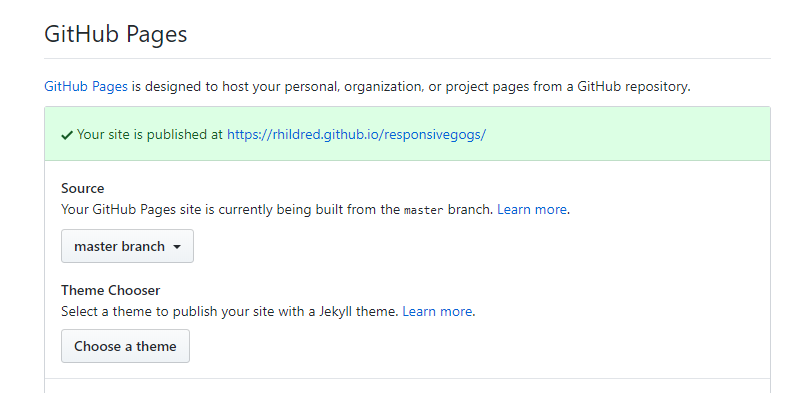 GitHub Pages
GitHub Pages is designed to host your personal, organization, or project pages from a GitHub repository.
Your site is published at https://rhildred.github.io/responsivegogs/
Source
Your GitHub Pages site is currently being built from the master branch. Learn more.
master branch
Theme Chooser
Select a theme to publish your site with a Jekyll theme. Learn more.
Choose a theme